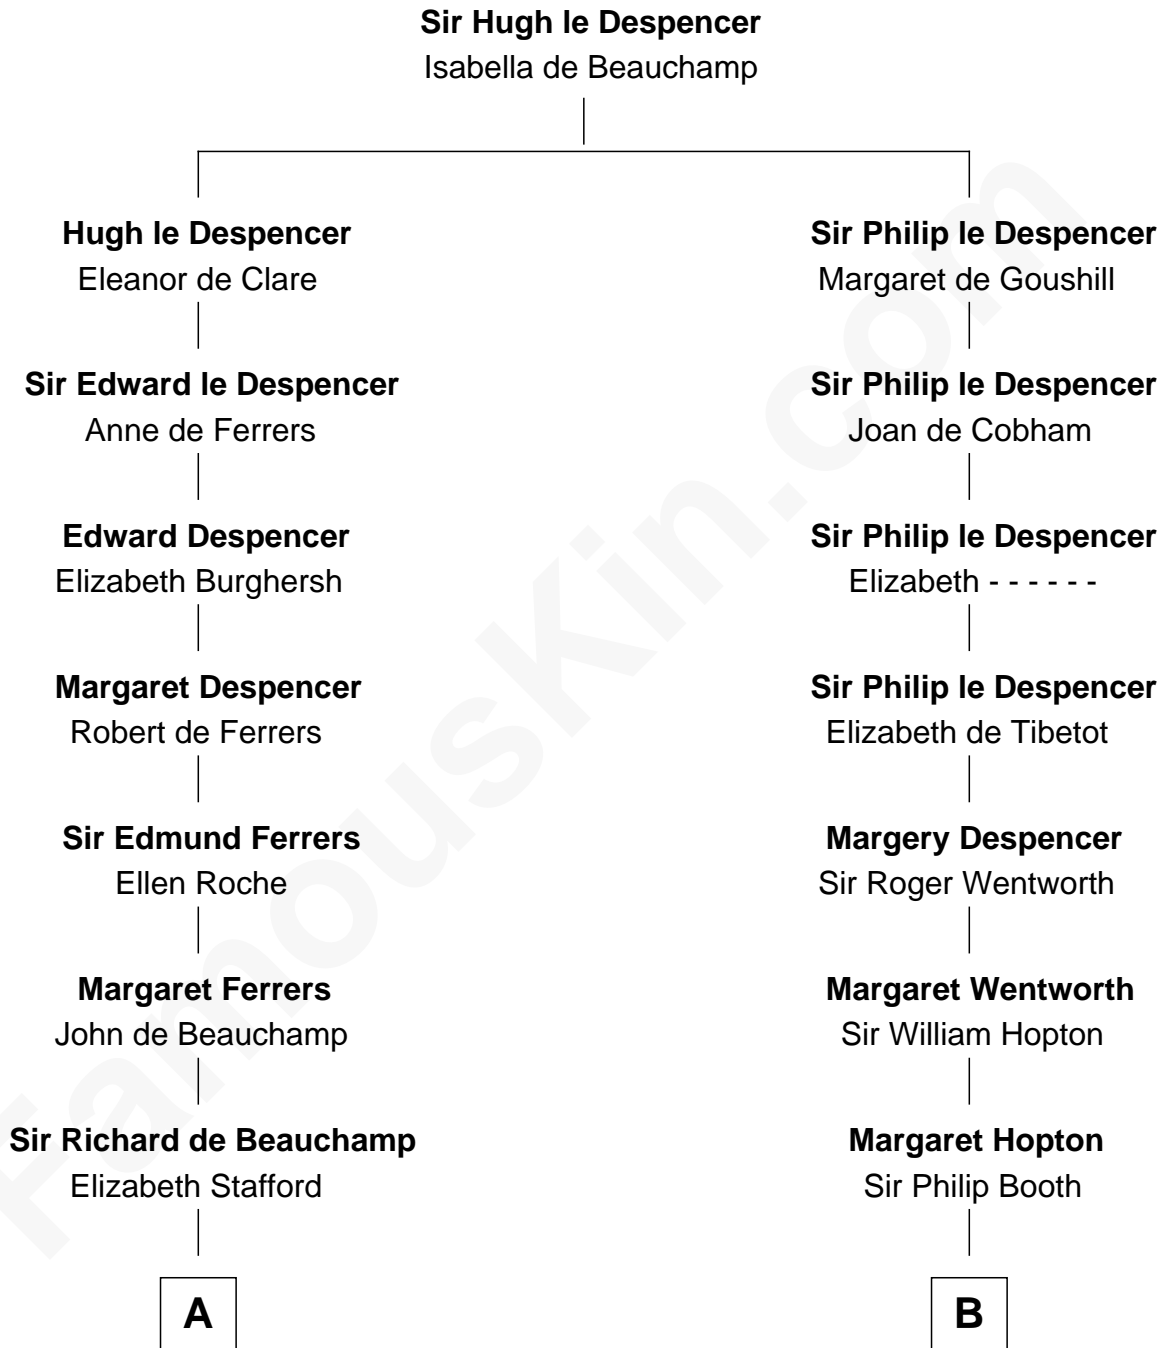 Sir Hugh le Despencer
Isabella de Beauchamp
Hugh le Despencer
Eleanor de Clare
Sir Edward le Despencer
Anne de Ferrers
Edward Despencer
Elizabeth Burghersh
Margaret Despencer
Robert de Ferrers
Sir Edmund Ferrers
Ellen Roche
Margaret Ferrers
John de Beauchamp
Sir Richard de Beauchamp
Elizabeth Stafford
A
Sir Philip le Despencer
Margaret de Goushill
Sir Philip le Despencer
Joan de Cobham
Sir Philip le Despencer
Elizabeth - - - - - -
Sir Philip le Despencer
Elizabeth de Tibetot
Margery Despencer
Sir Roger Wentworth
Margaret Wentworth
Sir William Hopton
Margaret Hopton
Sir Philip Booth
B
FamousKin.com